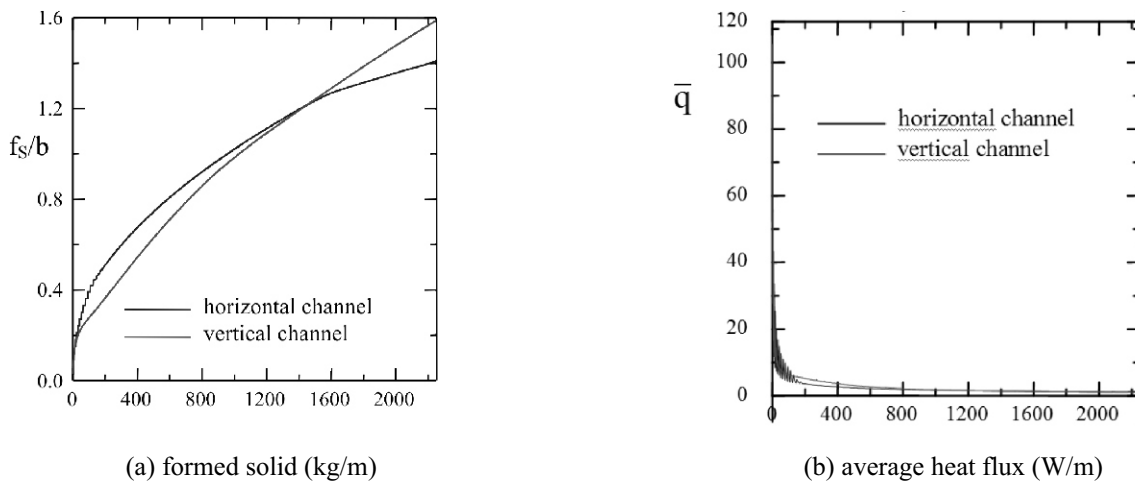 1.6
1.2
f_S/b
0.8
0.4
0.0
horizontal channel
vertical channel
0 400 800 1200 1600 2000
(a) formed solid (kg/m)
120
100
q̅
80
60
40
20
0
horizontal channel
vertical channel
0 400 800 1200 1600 2000
(b) average heat flux (W/m)